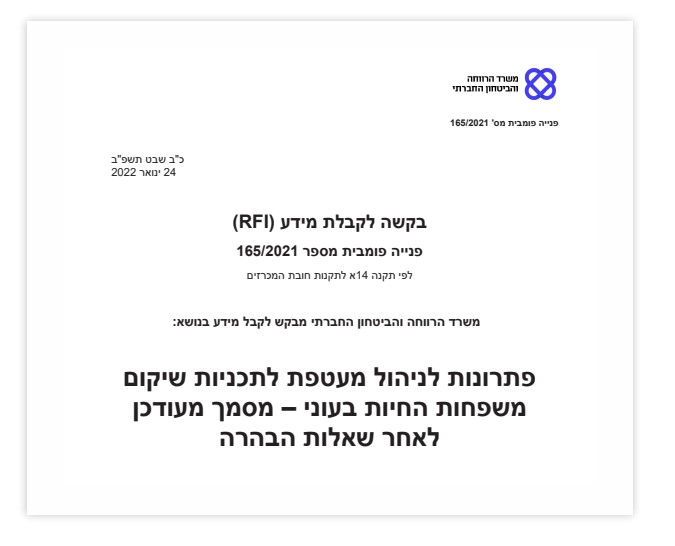 משרד הרווחה
והביטחון החברתי
פנייה פומבית מס' 165/2021
כ"ב שבט תשפ"ב
24 ינואר 2022
בקשה לקבלת מידע (RFI)
פנייה פומבית מספר 165/2021
לפי תקנה 14א לתקנות חובת המכרזים
משרד הרווחה והביטחון החברתי מבקש לקבל מידע בנושא:
פתרונות לניהול מעטפת לתכניות שיקום
משפחות החיות בעוני – מסמך מעודכן
לאחר שאלות הבהרה